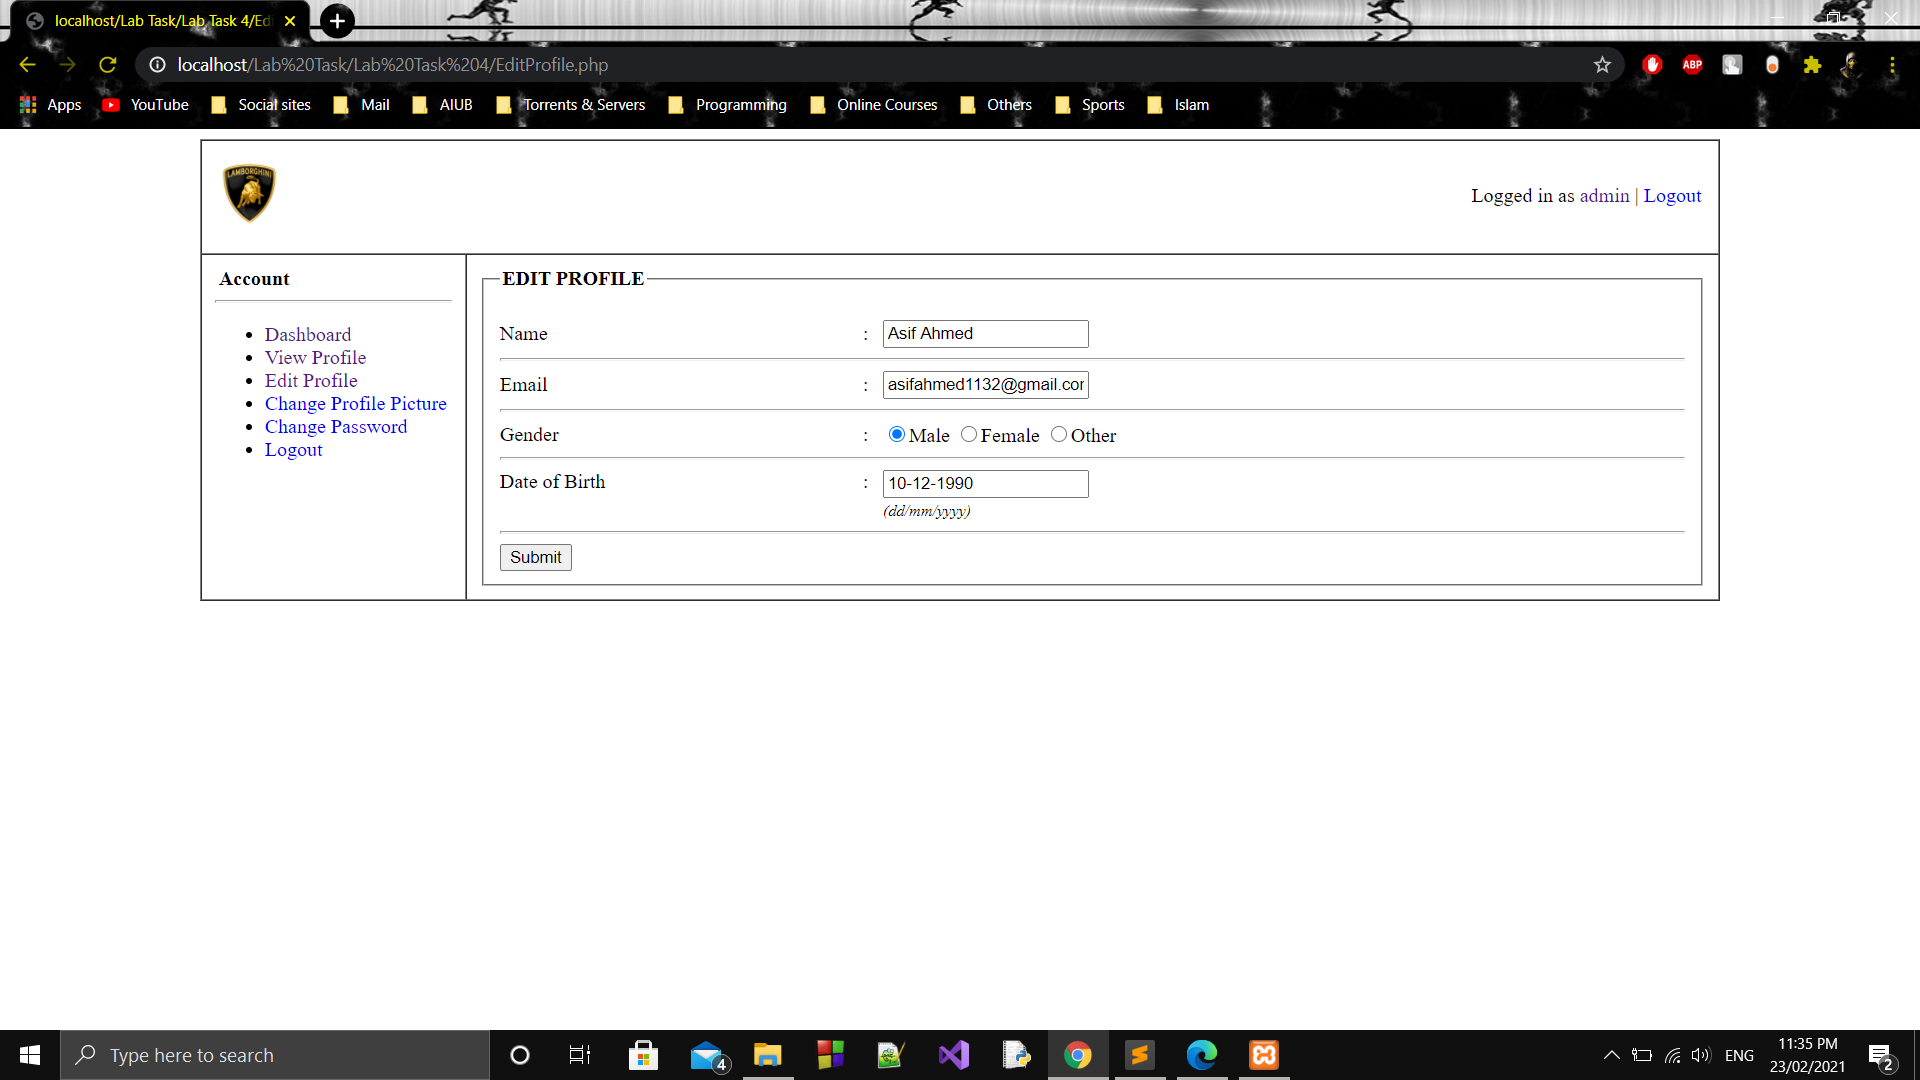 localhost/Lab Task/Lab Task 4/Edi
localhost/Lab%20Task/Lab%20Task%204/EditProfile.php
ABP
Apps YouTube Social sites Mail AIUB Torrents & Servers Programming Online Courses Others Sports Islam
LAMBORGHINI
Logged in as admin | Logout
Account
Dashboard
View Profile
Edit Profile
Change Profile Picture
Change Password
Logout
EDIT PROFILE
Name : Asif Ahmed
Email : asifahmed1132@gmail.cor
Gender : Male Female Other
Date of Birth : 10-12-1990
(dd/mm/yyyy)
Submit
Type here to search
4
ENG
11:35 PM
23/02/2021
2